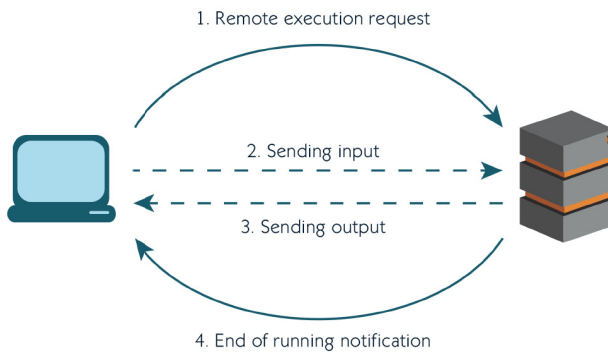 1. Remote execution request
2. Sending input
3. Sending output
4. End of running notification